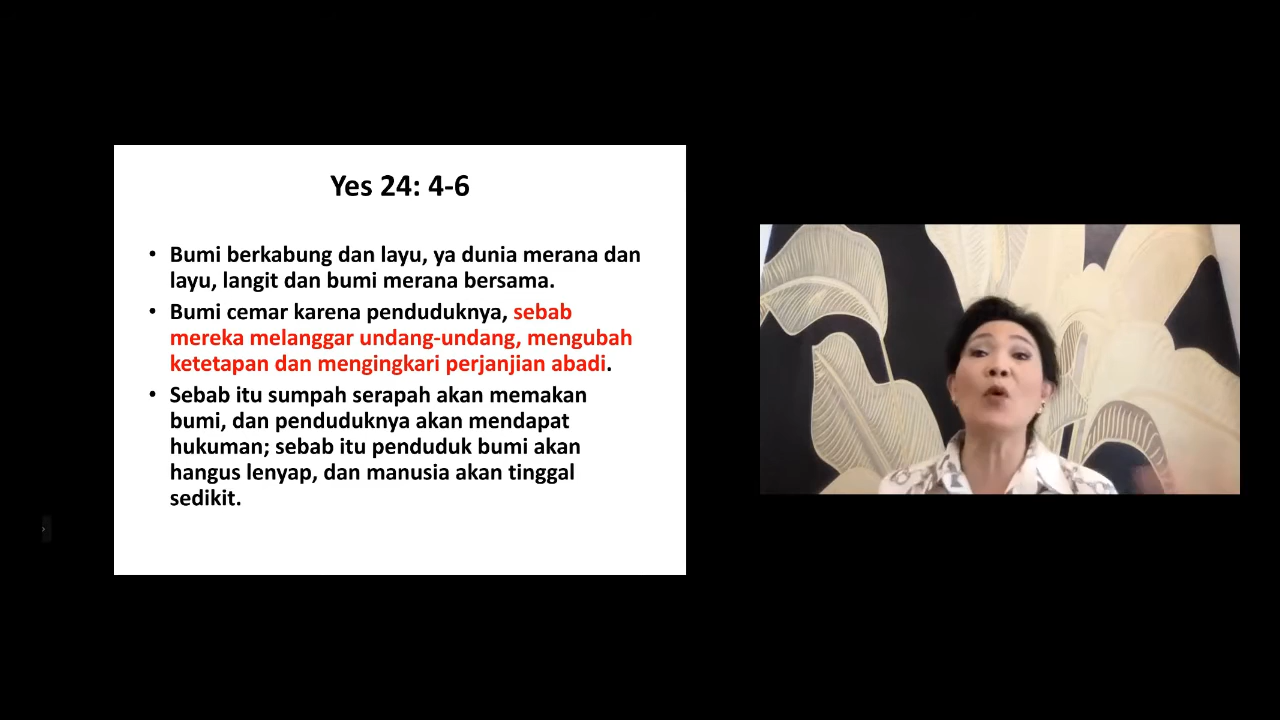 Yes 24: 4-6
• Bumi berkabung dan layu, ya dunia merana dan
layu, langit dan bumi merana bersama.
• Bumi cemar karena penduduknya, sebab
mereka melanggar undang-undang, mengubah
ketetapan dan mengingkari perjanjian abadi.
• Sebab itu sumpah serapah akan memakan
bumi, dan penduduknya akan mendapat
hukuman; sebab itu penduduk bumi akan
hangus lenyap, dan manusia akan tinggal
sedikit.